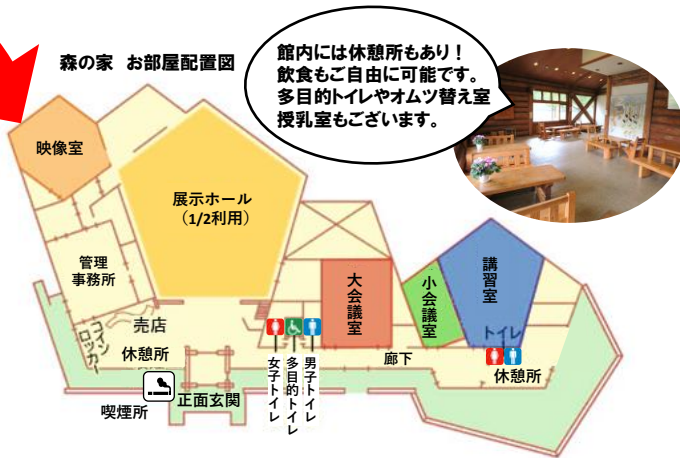 森の家 お部屋配置図
館内には休憩所もあり！
飲食もご自由に可能です。
多目的トイレやオムツ替え室
授乳室もございます。
映像室
展示ホール
（1/2利用）
管理
事務所
大会議室
小会議室
講習室
コイン
ロッカー
売店
休憩所
トイレ
廊下
休憩所
女子トイレ
多目的トイレ
男子トイレ
喫煙所
正面玄関